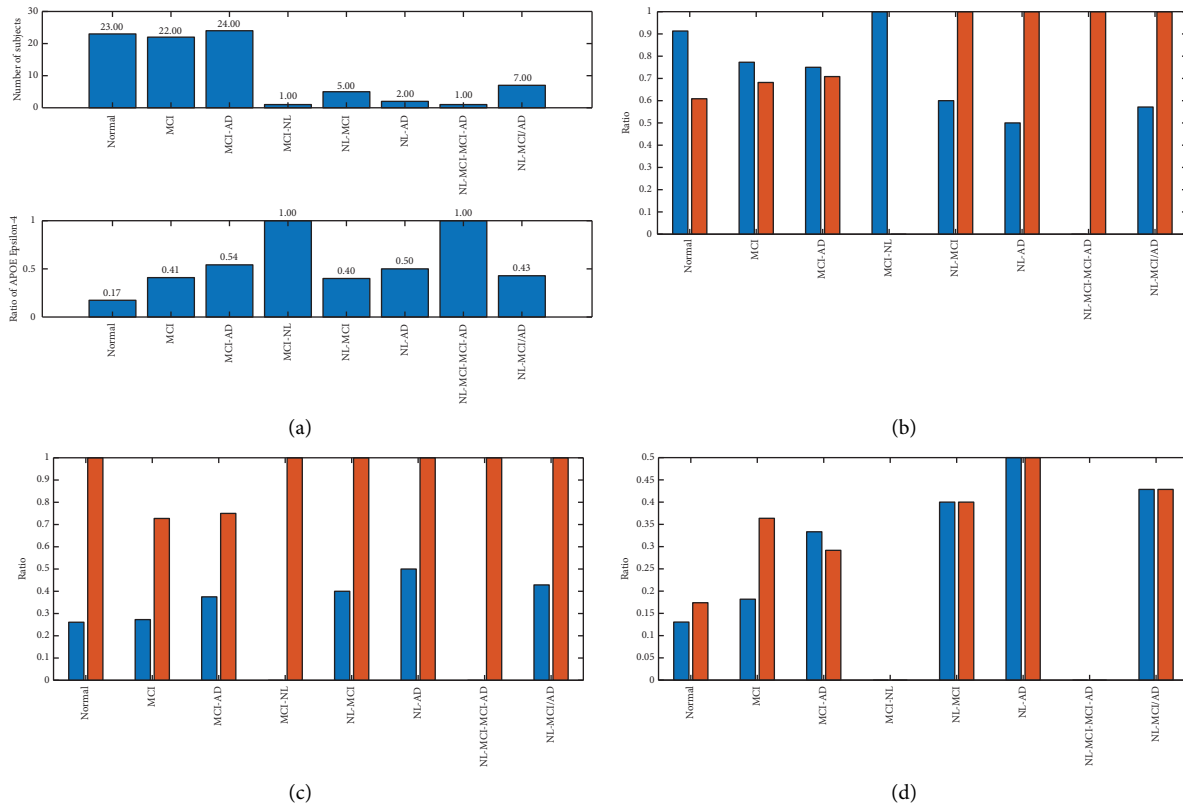 30
20
10
0
Number of subjects
23.00
22.00
24.00
1.00
5.00
2.00
1.00
7.00
Normal
MCI
MCI-AD
MCI-NL
NL-MCI
NL-AD
NL-MCI-MCI-AD
NL-MCI/AD
1
0.5
0
Ratio of APOE Epsilon-4
0.17
0.41
0.54
1.00
0.40
0.50
1.00
0.43
Normal
MCI
MCI-AD
MCI-NL
NL-MCI
NL-AD
NL-MCI-MCI-AD
NL-MCI/AD
(a)
1
0.9
0.8
0.7
0.6
0.5
0.4
0.3
0.2
0.1
0
Ratio
Normal
MCI
MCI-AD
MCI-NL
NL-MCI
NL-AD
NL-MCI-MCI-AD
NL-MCI/AD
(b)
1
0.9
0.8
0.7
0.6
0.5
0.4
0.3
0.2
0.1
0
Ratio
Normal
MCI
MCI-AD
MCI-NL
NL-MCI
NL-AD
NL-MCI-MCI-AD
NL-MCI/AD
(c)
0.5
0.45
0.4
0.35
0.3
0.25
0.2
0.15
0.1
0.05
0
Ratio
Normal
MCI
MCI-AD
MCI-NL
NL-MCI
NL-AD
NL-MCI-MCI-AD
NL-MCI/AD
(d)